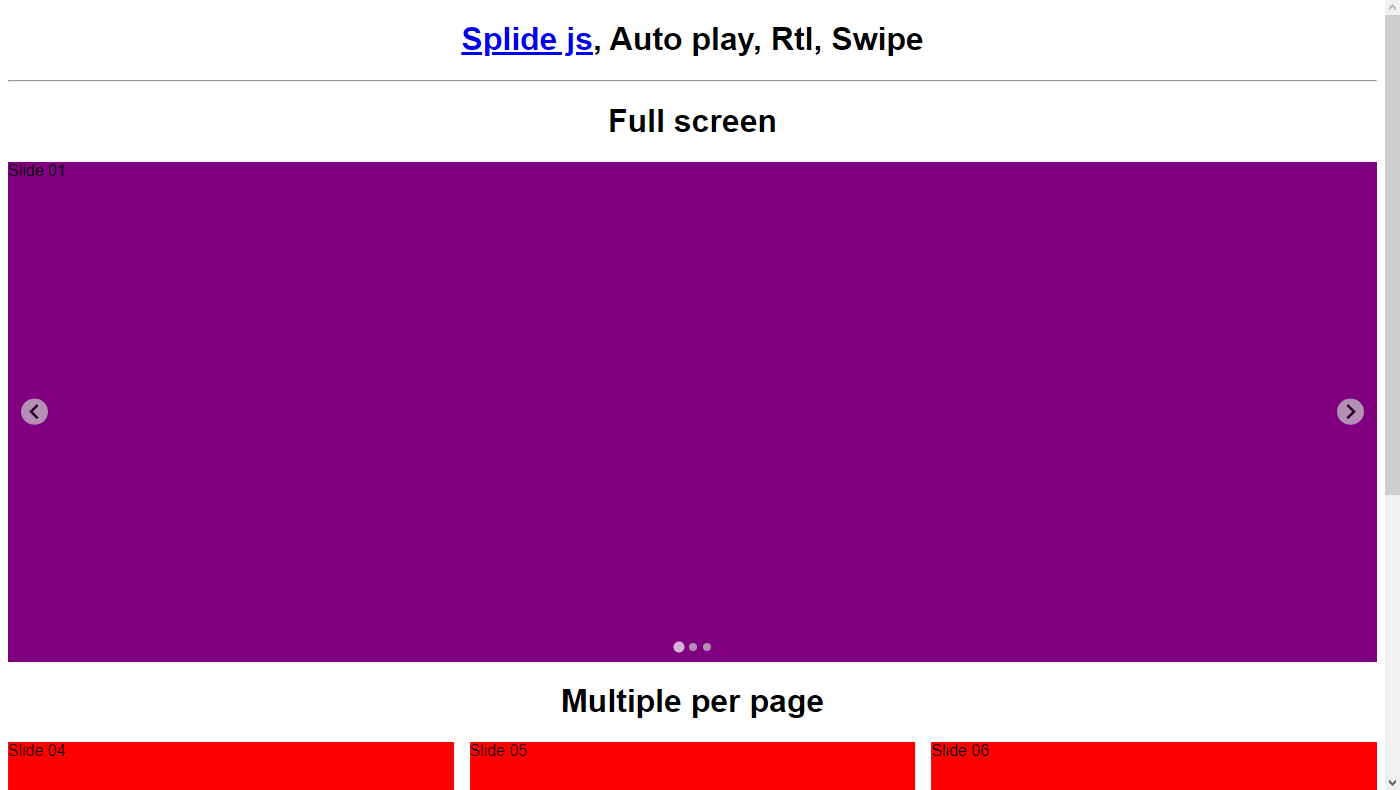 Splide js, Auto play, Rtl, Swipe
Full screen
Slide 01
Multiple per page
Slide 04
Slide 05
Slide 06